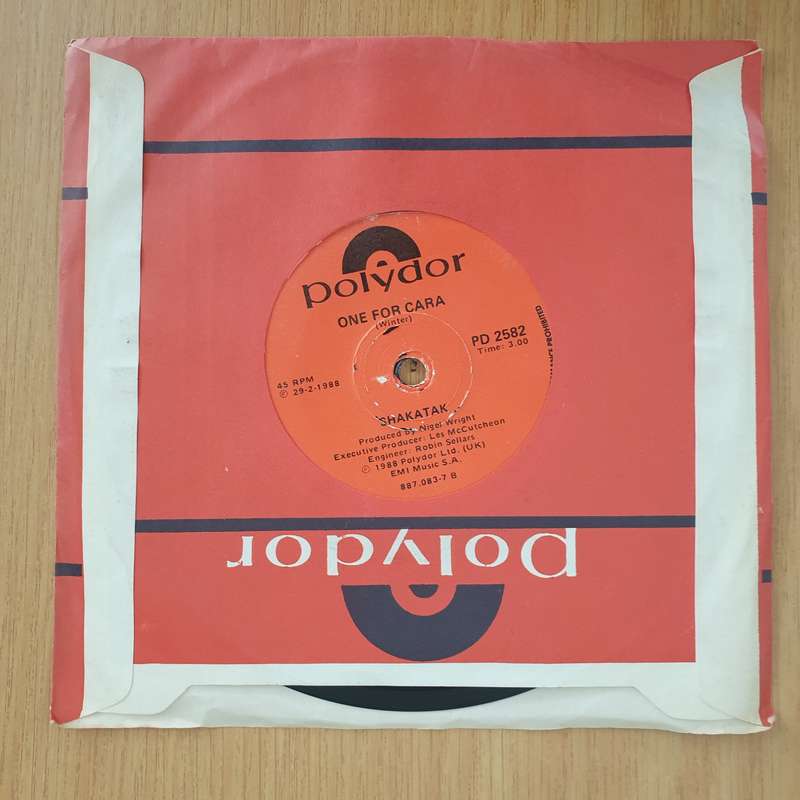 polydor
ONE FOR CARA
(Winter)
PD 2582
Time: 3.00
PROHIBITED
45 RPM
℗ 29-2-1988
SHAKATAK
Produced by Nigel Wright
Executive Producer: Les McCutcheon
Engineer: Robin Sellars
℗ 1988 Polydor Ltd. (UK)
EMI Music S.A.
887.083-7 B
polydor